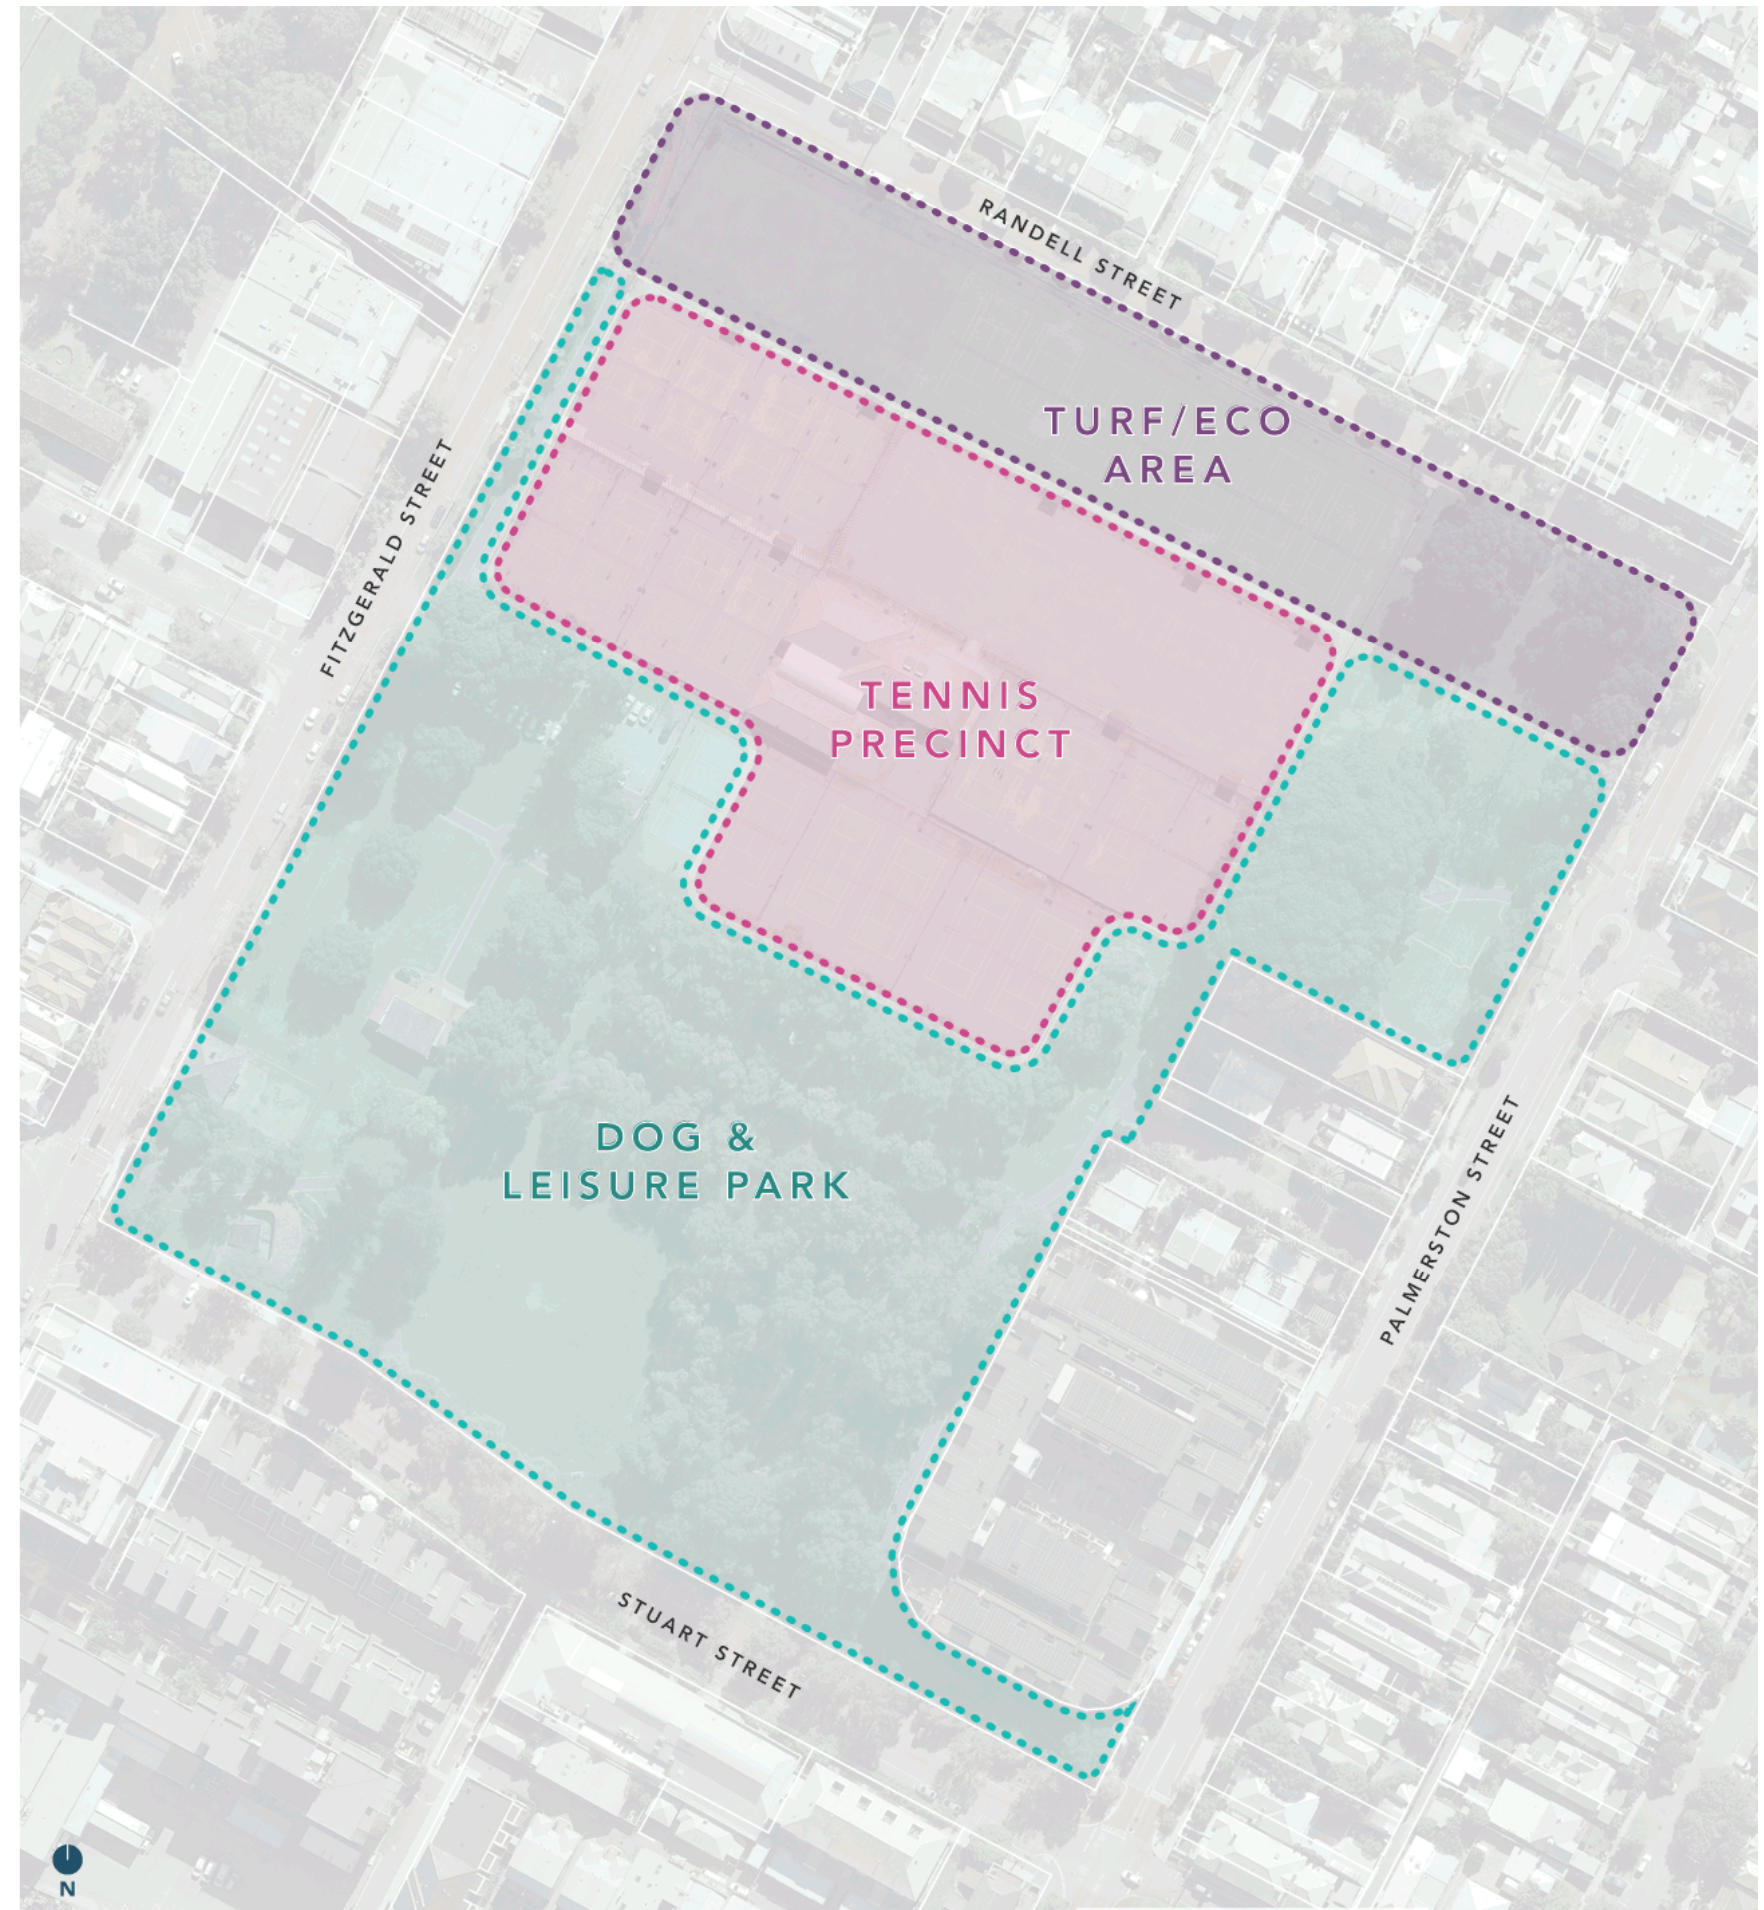 RANDELL STREET
TURF/ECO
AREA
FITZGERALD STREET
TENNIS
PRECINCT
DOG &
LEISURE PARK
PALMERSTON STREET
STUART STREET
N